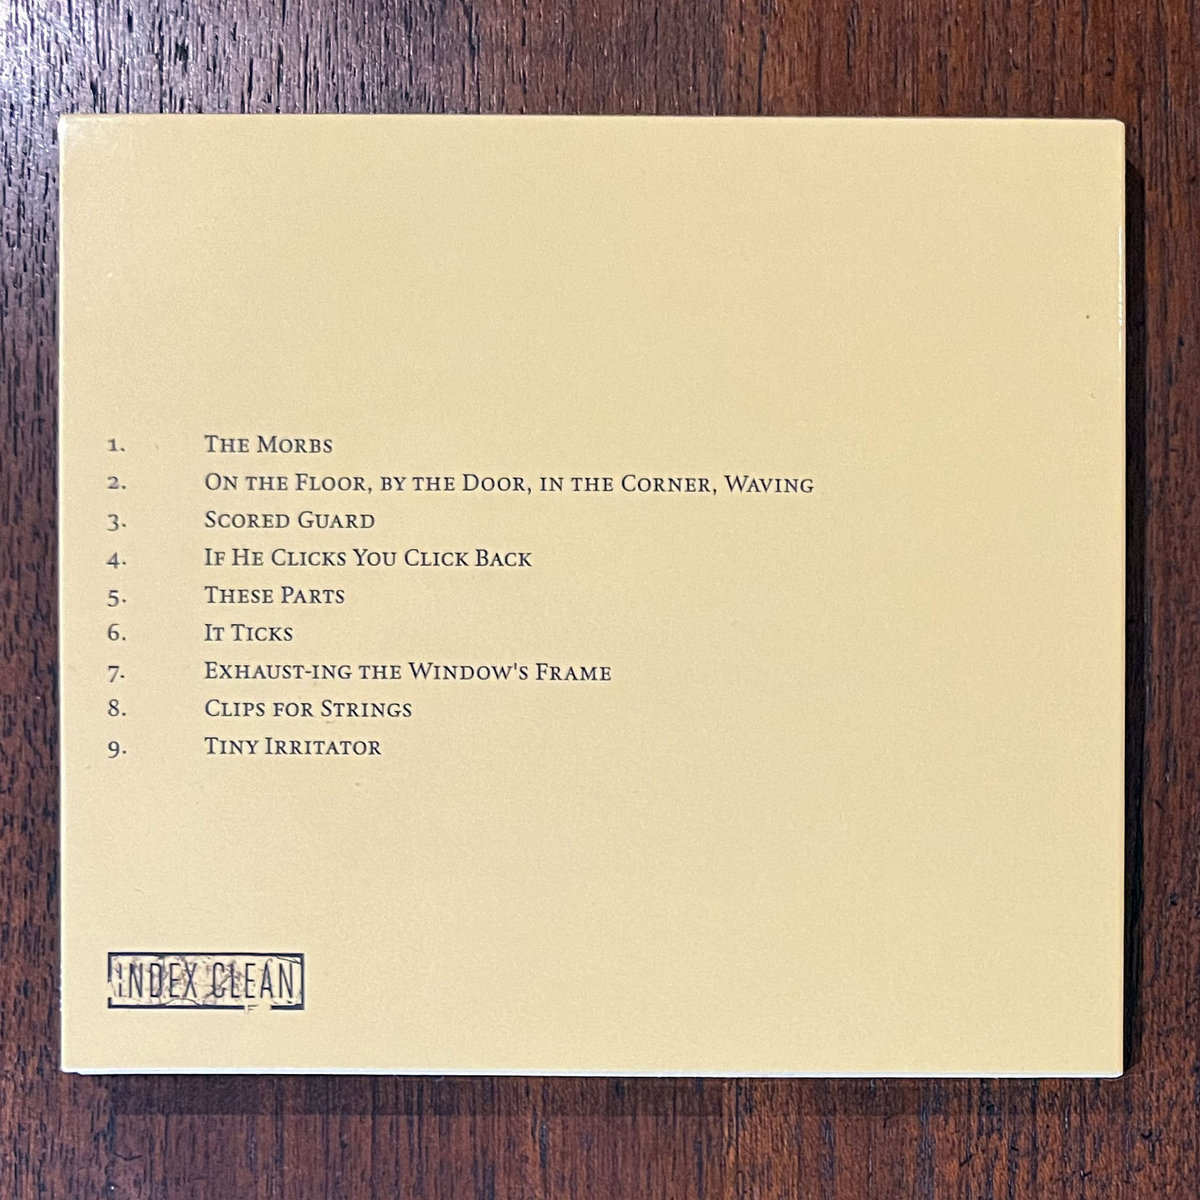 1. The Morbs
2. On the Floor, by the Door, in the Corner, Waving
3. Scored Guard
4. If He Clicks You Click Back
5. These Parts
6. It Ticks
7. Exhaust-ing the Window's Frame
8. Clips for Strings
9. Tiny Irritator
INDEX CLEAN